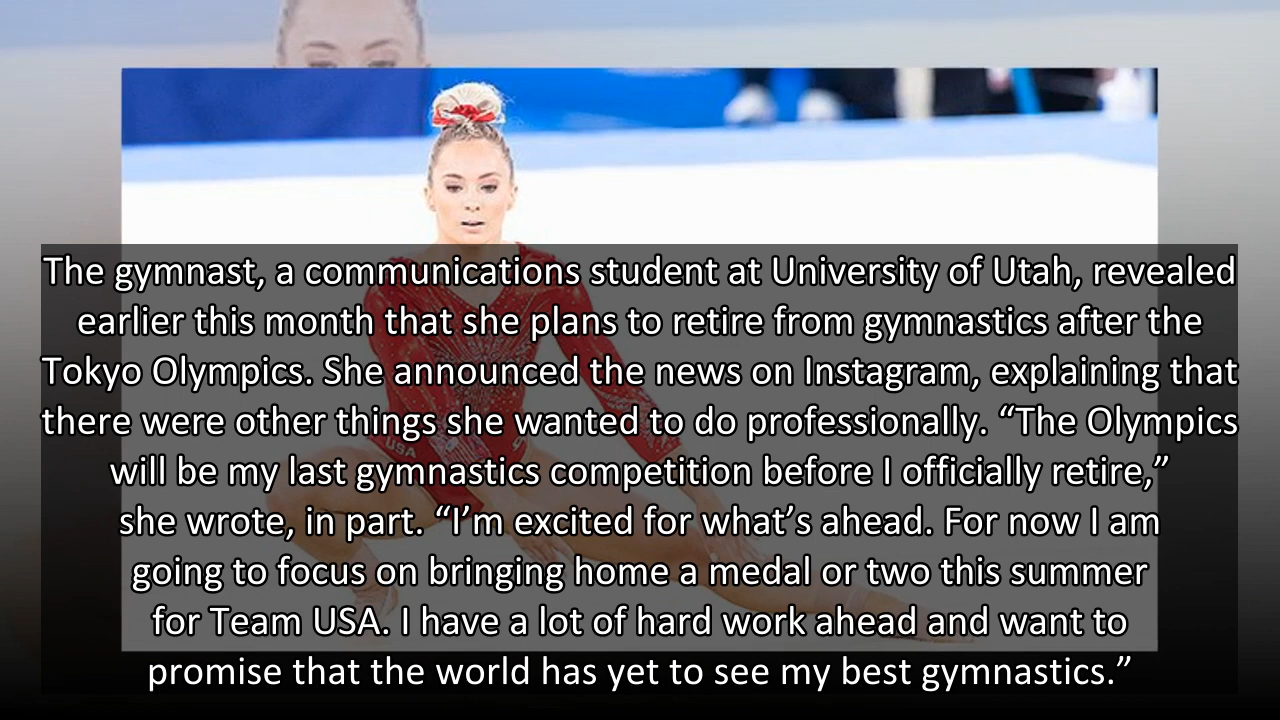 The gymnast, a communications student at University of Utah, revealed
earlier this month that she plans to retire from gymnastics after the
Tokyo Olympics. She announced the news on Instagram, explaining that
there were other things she wanted to do professionally. “The Olympics
will be my last gymnastics competition before I officially retire,”
she wrote, in part. “I’m excited for what’s ahead. For now I am
going to focus on bringing home a medal or two this summer
for Team USA. I have a lot of hard work ahead and want to
promise that the world has yet to see my best gymnastics.”
USA